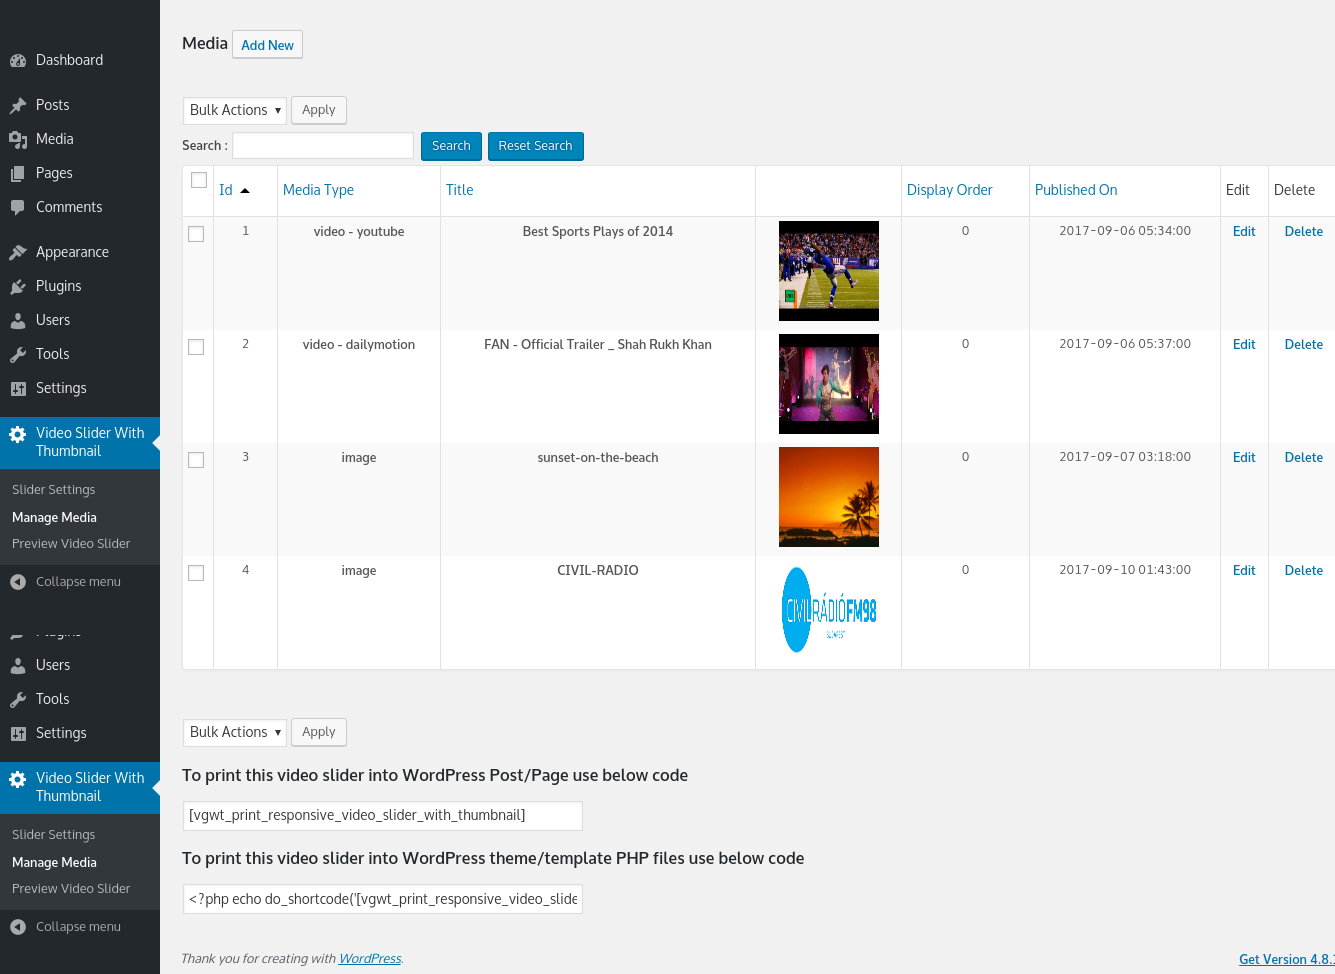 Dashboard
Posts
Media
Pages
Comments
Appearance
Plugins
Users
Tools
Settings
Video Slider With
Thumbnail
Slider Settings
Manage Media
Preview Video Slider
Collapse menu
Plugins
Users
Tools
Settings
Video Slider With
Thumbnail
Slider Settings
Manage Media
Preview Video Slider
Collapse menu
Media Add New
Bulk Actions Apply
Search : Search Reset Search
Id Media Type Title Display Order Published On Edit Delete
1 video - youtube Best Sports Plays of 2014 0 2017-09-06 05:34:00 Edit Delete
2 video - dailymotion FAN - Official Trailer _ Shah Rukh Khan 0 2017-09-06 05:37:00 Edit Delete
3 image sunset-on-the-beach 0 2017-09-07 03:18:00 Edit Delete
4 image CIVIL-RADIO 0 2017-09-10 01:43:00 Edit Delete
CIVILRÁDIÓFM98
BUDAPEST
Bulk Actions Apply
To print this video slider into WordPress Post/Page use below code
[vgwt_print_responsive_video_slider_with_thumbnail]
To print this video slider into WordPress theme/template PHP files use below code
<?php echo do_shortcode('[vgwt_print_responsive_video_slide
Thank you for creating with WordPress.
Get Version 4.8.